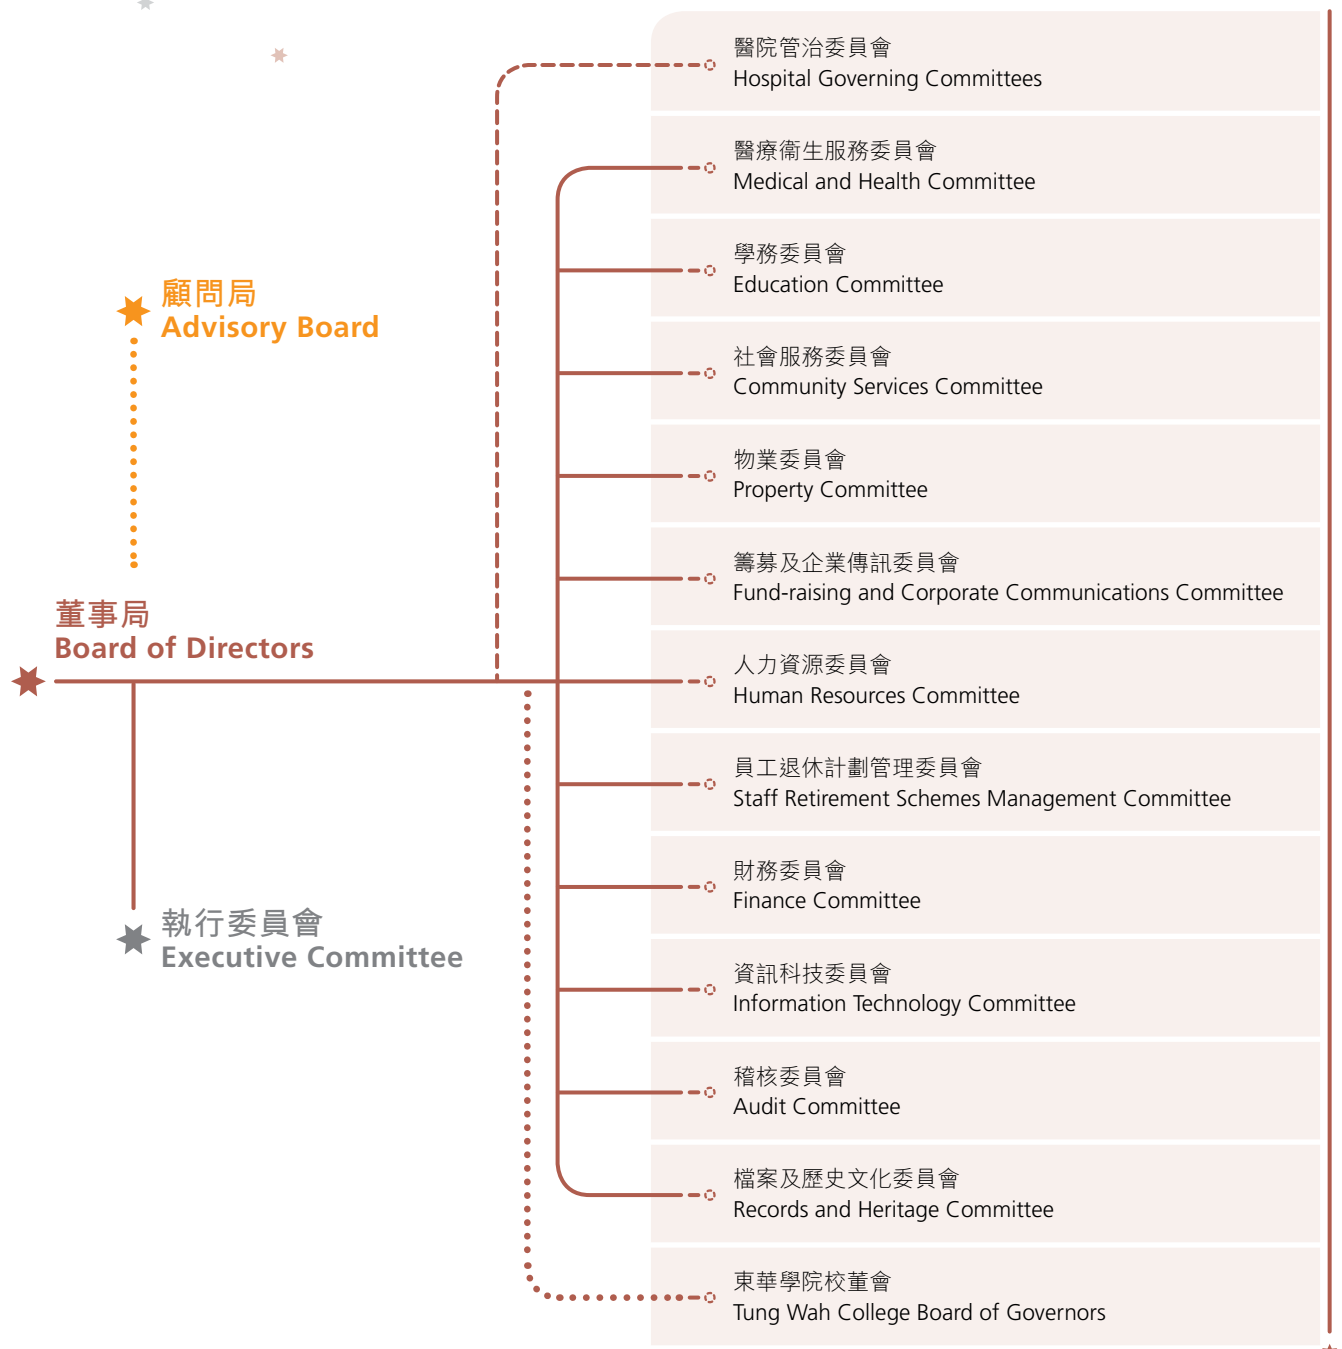 顧問局
Advisory Board
董事局
Board of Directors
執行委員會
Executive Committee
醫院管治委員會
Hospital Governing Committees
醫療衞生服務委員會
Medical and Health Committee
學務委員會
Education Committee
社會服務委員會
Community Services Committee
物業委員會
Property Committee
籌募及企業傳訊委員會
Fund-raising and Corporate Communications Committee
人力資源委員會
Human Resources Committee
員工退休計劃管理委員會
Staff Retirement Schemes Management Committee
財務委員會
Finance Committee
資訊科技委員會
Information Technology Committee
稽核委員會
Audit Committee
檔案及歷史文化委員會
Records and Heritage Committee
東華學院校董會
Tung Wah College Board of Governors